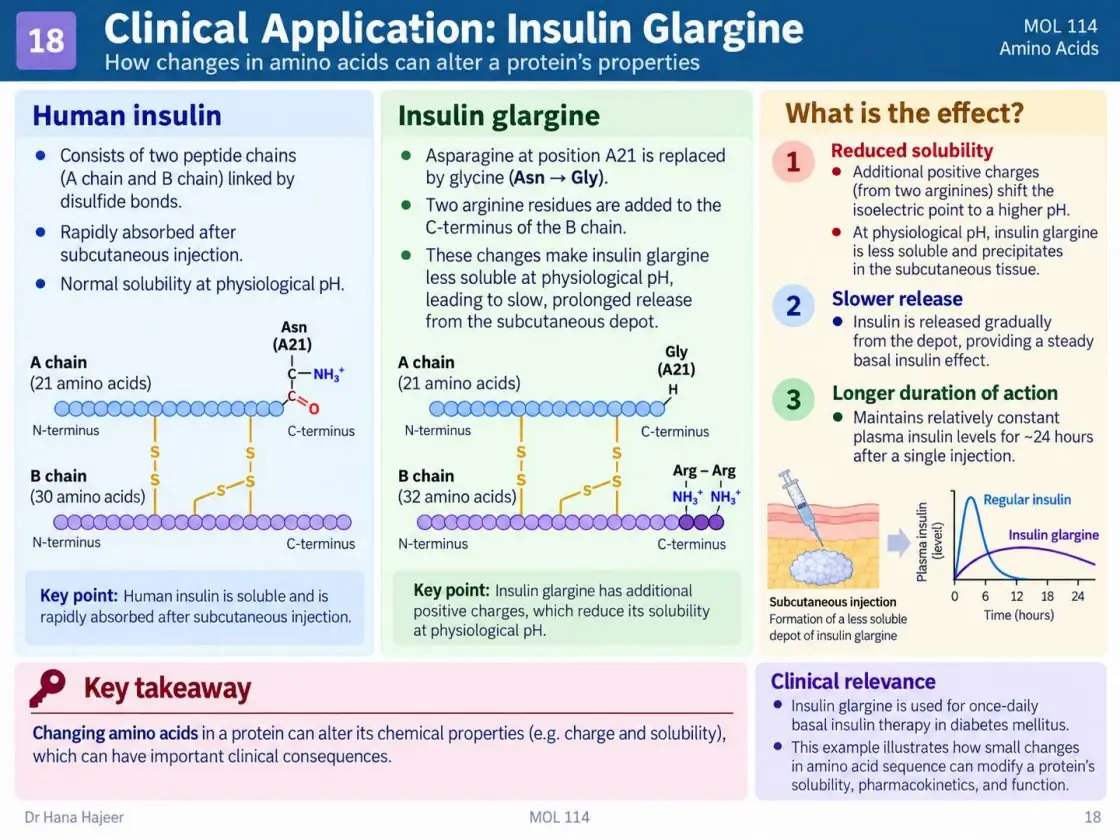 18
Clinical Application: Insulin Glargine
How changes in amino acids can alter a protein's properties
MOL 114
Amino Acids
Human insulin
Consists of two peptide chains
(A chain and B chain) linked by
disulfide bonds.
Rapidly absorbed after
subcutaneous injection.
Normal solubility at physiological pH.
Asn
(A21)
C–NH₃⁺
C
O
A chain
(21 amino acids)
N-terminus
C-terminus
S
S
S
S
S
B chain
(30 amino acids)
N-terminus
C-terminus
Key point: Human insulin is soluble and is
rapidly absorbed after subcutaneous injection.
Insulin glargine
Asparagine at position A21 is replaced
by glycine (Asn → Gly).
Two arginine residues are added to the
C-terminus of the B chain.
These changes make insulin glargine
less soluble at physiological pH,
leading to slow, prolonged release
from the subcutaneous depot.
Gly
(A21)
H
A chain
(21 amino acids)
N-terminus
C-terminus
S
S
S
S
S
B chain
(32 amino acids)
Arg – Arg
NH₃⁺ NH₃⁺
N-terminus
C-terminus
Key point: Insulin glargine has additional
positive charges, which reduce its solubility
at physiological pH.
What is the effect?
1
Reduced solubility
Additional positive charges
(from two arginines) shift the
isoelectric point to a higher pH.
At physiological pH, insulin glargine
is less soluble and precipitates
in the subcutaneous tissue.
2
Slower release
Insulin is released gradually
from the depot, providing a steady
basal insulin effect.
3
Longer duration of action
Maintains relatively constant
plasma insulin levels for ~24 hours
after a single injection.
Subcutaneous injection
Formation of a less soluble
depot of insulin glargine
Plasma insulin
(level)
Regular insulin
Insulin glargine
0 6 12 18 24
Time (hours)
Key takeaway
Changing amino acids in a protein can alter its chemical properties (e.g. charge and solubility),
which can have important clinical consequences.
Clinical relevance
Insulin glargine is used for once-daily
basal insulin therapy in diabetes mellitus.
This example illustrates how small changes
in amino acid sequence can modify a protein's
solubility, pharmacokinetics, and function.
Dr Hana Hajeer
MOL 114
18